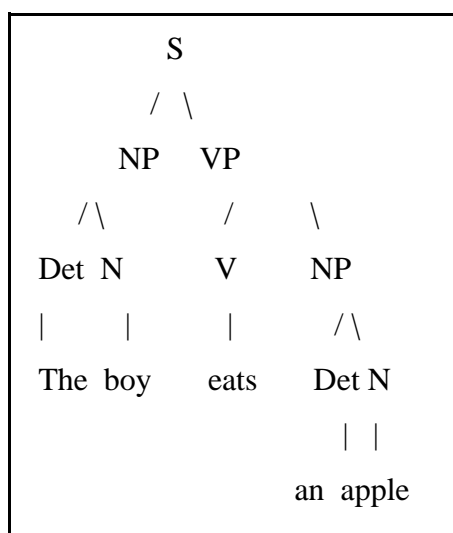 S
/ \
NP VP
/ \ / \
Det N V NP
| | | / \
The boy eats Det N
| |
an apple